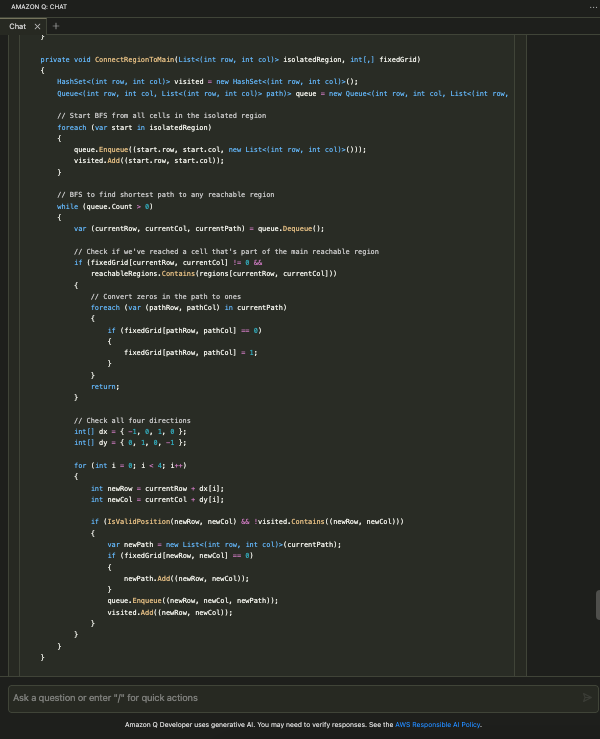 AMAZON Q: CHAT
Chat
}
private void ConnectRegionToMain(List<(int row, int col)> isolatedRegion, int[,] fixedGrid)
{
HashSet<(int row, int col)> visited = new HashSet<(int row, int col)>();
Queue<(int row, int col, List<(int row, int col)> path)> queue = new Queue<(int row, int col, List<(int row,
// Start BFS from all cells in the isolated region
foreach (var start in isolatedRegion)
{
queue.Enqueue((start.row, start.col, new List<(int row, int col)>()));
visited.Add((start.row, start.col));
}
// BFS to find shortest path to any reachable region
while (queue.Count > 0)
{
var (currentRow, currentCol, currentPath) = queue.Dequeue();
// Check if we've reached a cell that's part of the main reachable region
if (fixedGrid[currentRow, currentCol] != 0 &&
reachableRegions.Contains(regions[currentRow, currentCol]))
{
// Convert zeros in the path to ones
foreach (var (pathRow, pathCol) in currentPath)
{
if (fixedGrid[pathRow, pathCol] == 0)
{
fixedGrid[pathRow, pathCol] = 1;
}
}
return;
}
// Check all four directions
int[] dx = { -1, 0, 1, 0 };
int[] dy = { 0, 1, 0, -1 };
for (int i = 0; i < 4; i++)
{
int newRow = currentRow + dx[i];
int newCol = currentCol + dy[i];
if (IsValidPosition(newRow, newCol) && !visited.Contains((newRow, newCol)))
{
var newPath = new List<(int row, int col)>(currentPath);
if (fixedGrid[newRow, newCol] == 0)
{
newPath.Add((newRow, newCol));
}
queue.Enqueue((newRow, newCol, newPath));
visited.Add((newRow, newCol));
}
}
}
}
Ask a question or enter "/" for quick actions
Amazon Q Developer uses generative AI. You may need to verify responses. See the AWS Responsible AI Policy.